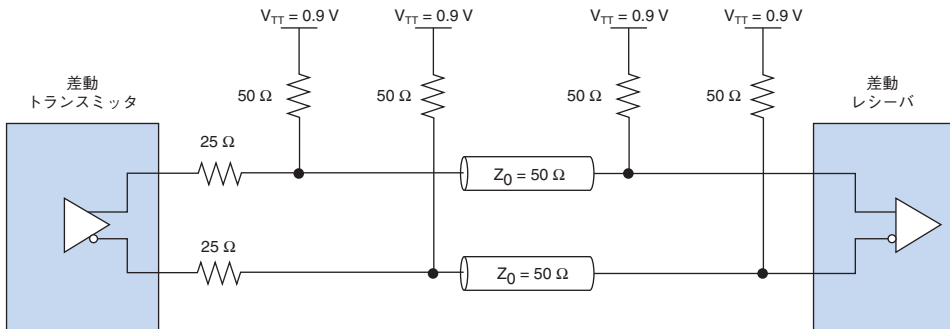 V_TT = 0.9 V V_TT = 0.9 V V_TT = 0.9 V V_TT = 0.9 V
差動
トランスミッタ
50 Ω 50 Ω 50 Ω 50 Ω
差動
レシーバ
25 Ω
Z_0 = 50 Ω
25 Ω
Z_0 = 50 Ω